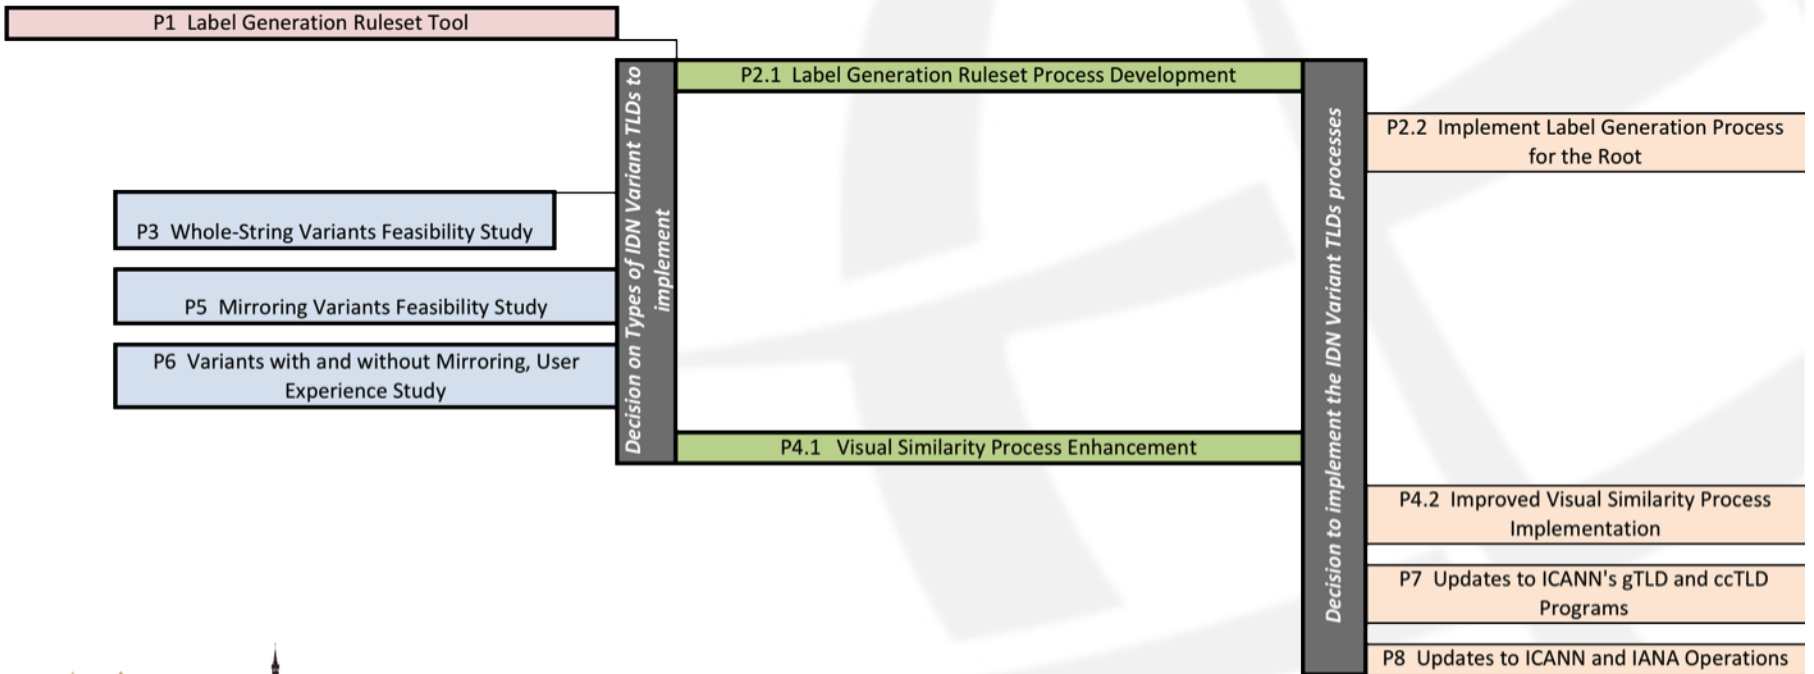 P1 Label Generation Ruleset Tool
P2.1 Label Generation Ruleset Process Development
Decision on Types of IDN Variant TLDs to
implement
Decision to implement the IDN Variant TLDs processes
P2.2 Implement Label Generation Process
for the Root
P3 Whole-String Variants Feasibility Study
P5 Mirroring Variants Feasibility Study
P6 Variants with and without Mirroring, User
Experience Study
P4.1 Visual Similarity Process Enhancement
P4.2 Improved Visual Similarity Process
Implementation
P7 Updates to ICANN's gTLD and ccTLD
Programs
P8 Updates to ICANN and IANA Operations